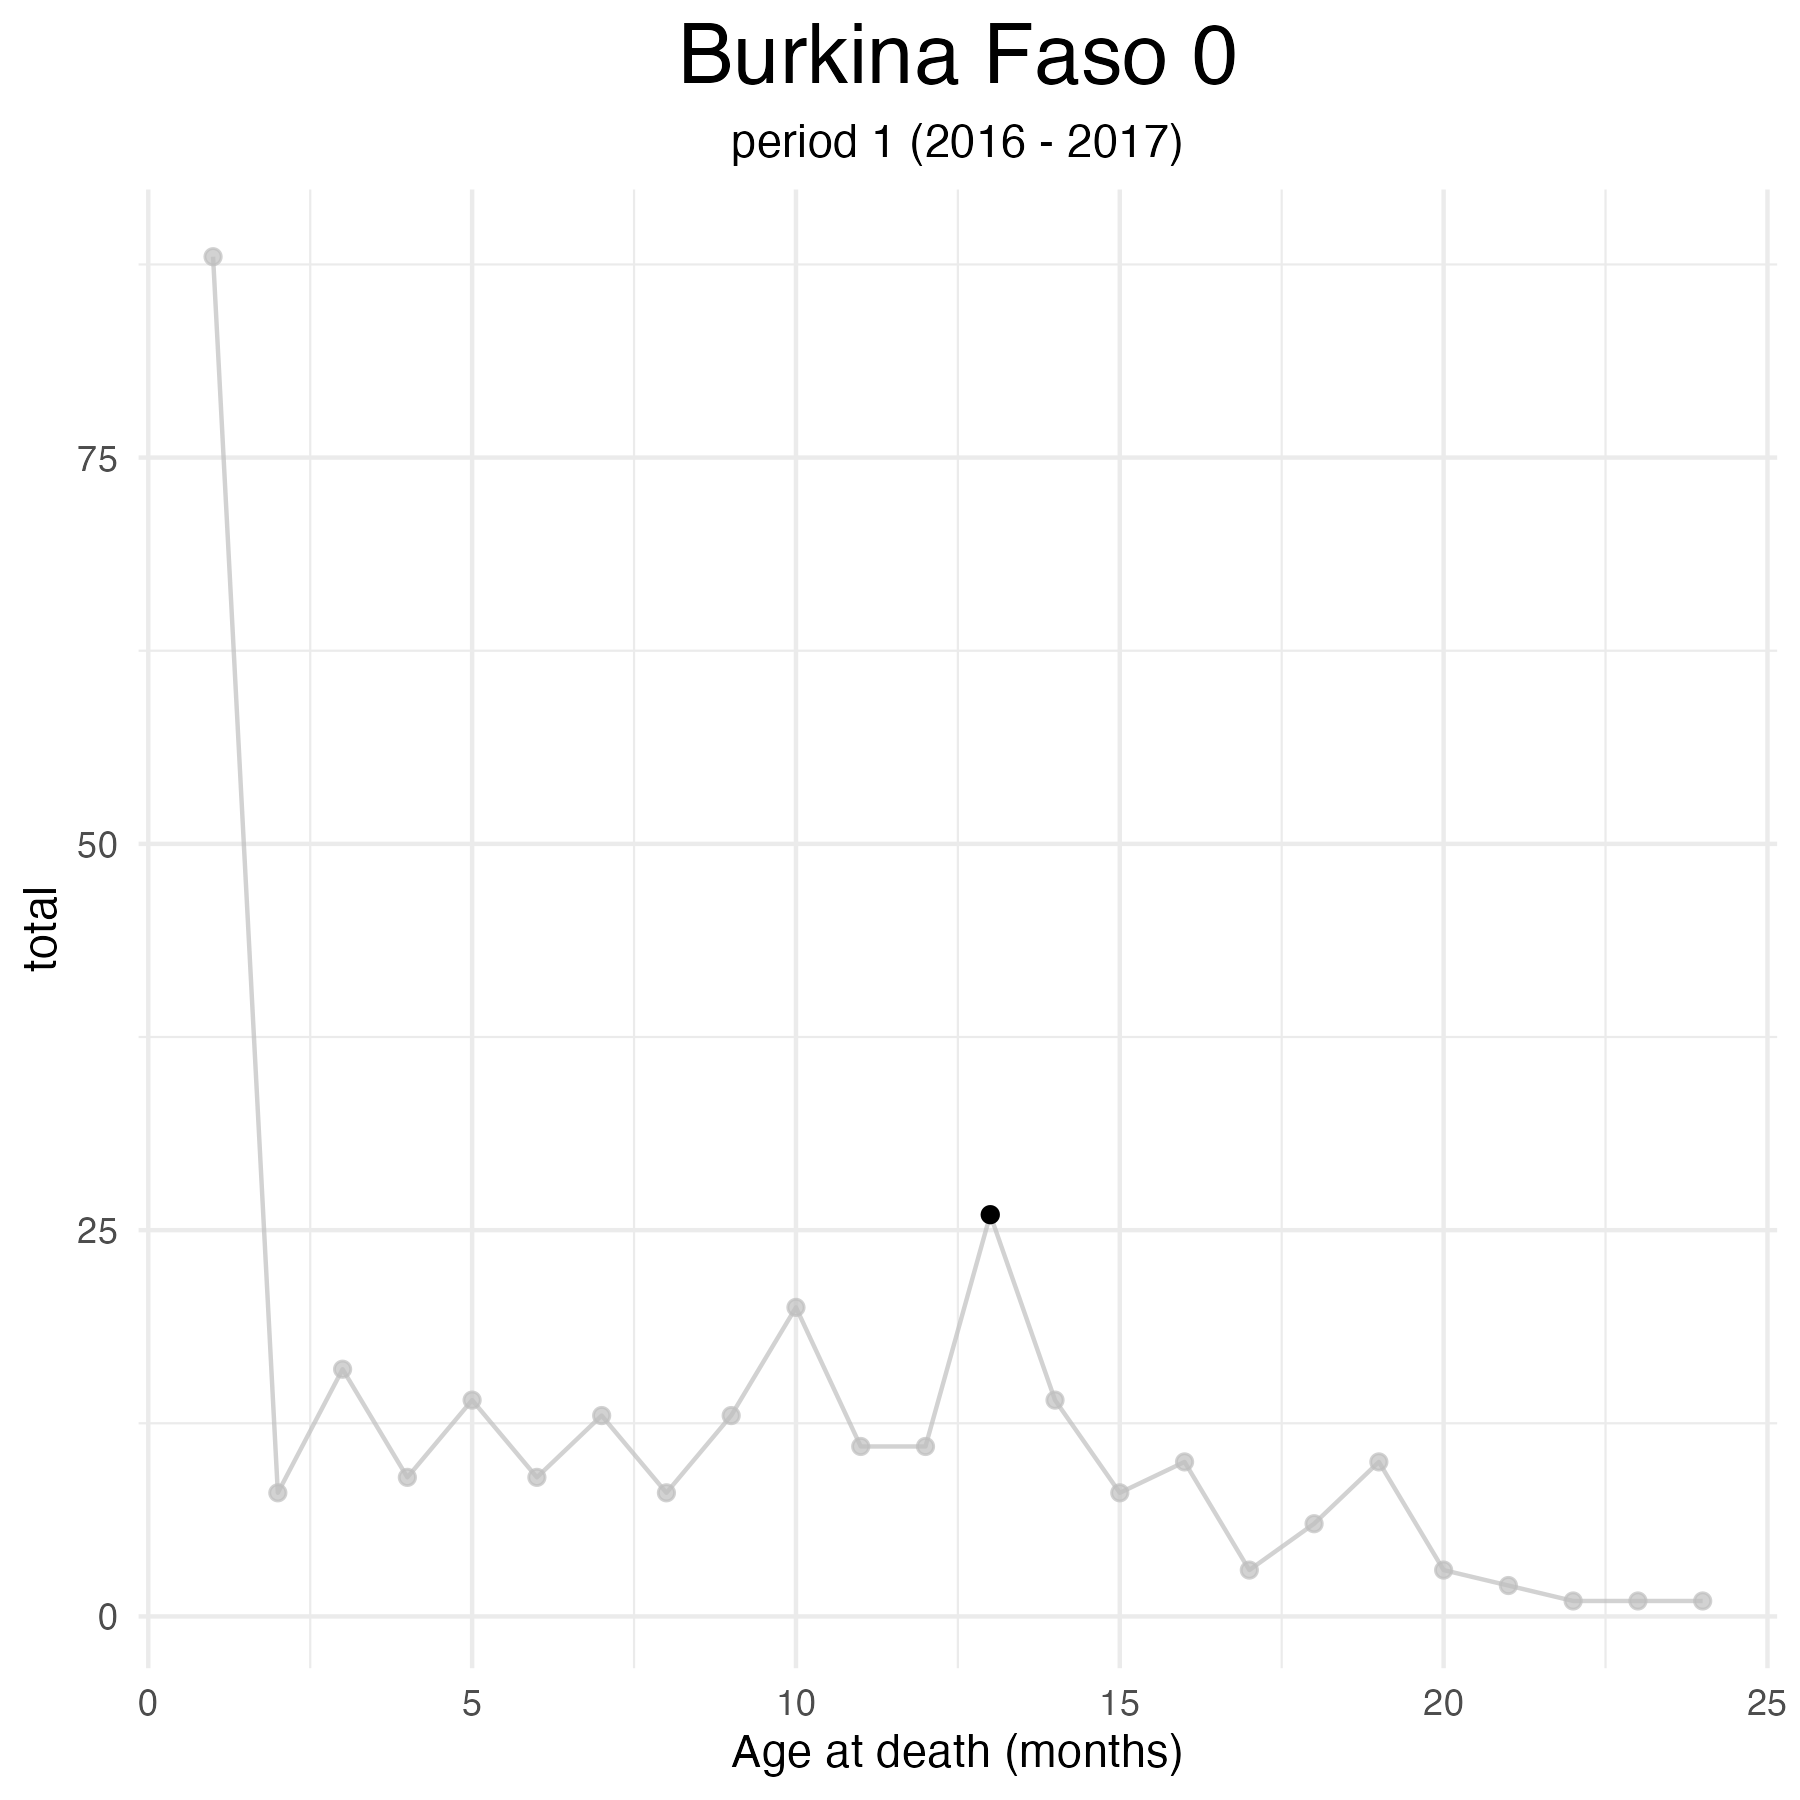 Burkina Faso 0
period 1 (2016 - 2017)
total
75
50
25
0
0 5 10 15 20 25
Age at death (months)